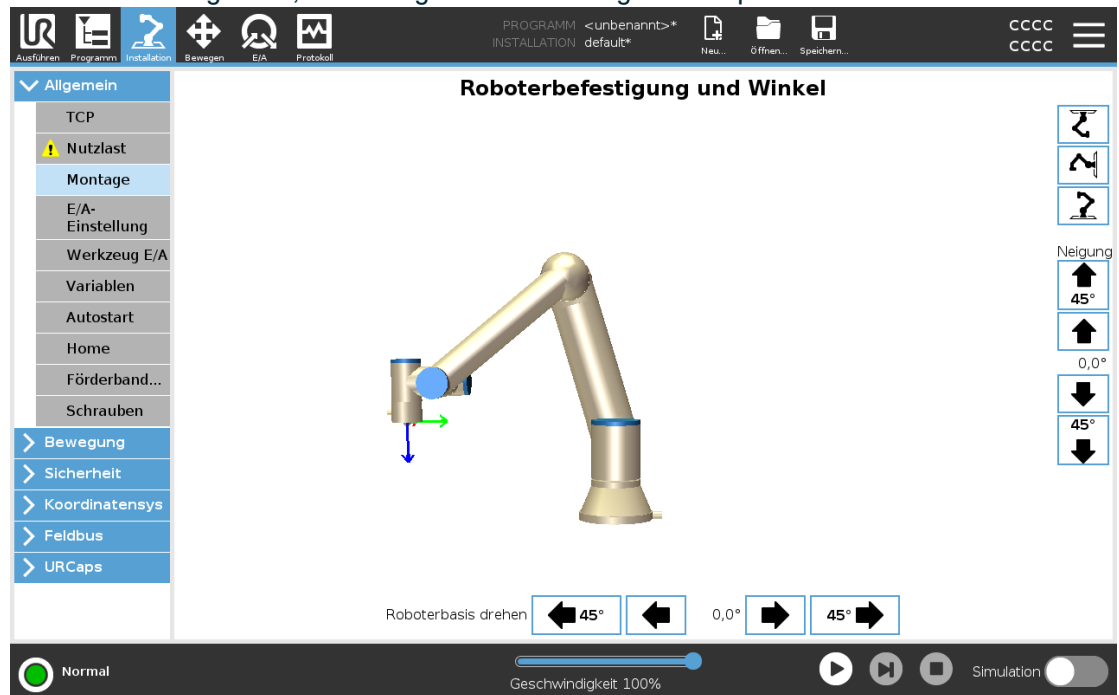 PROGRAMM <unbenannt>*
INSTALLATION default*
Ausführen Programm Installation Bewegen E/A Protokoll
Neu... Öffnen... Speichern...
CCCC
CCCC
Allgemein
TCP
Nutzlast
Montage
E/A-
Einstellung
Werkzeug E/A
Variablen
Autostart
Home
Förderband...
Schrauben
Bewegung
Sicherheit
Koordinatensys
Feldbus
URCaps
Roboterbefestigung und Winkel
Neigung
45°
0,0°
45°
Roboterbasis drehen 45° 0,0° 45°
Normal
Geschwindigkeit 100%
Simulation